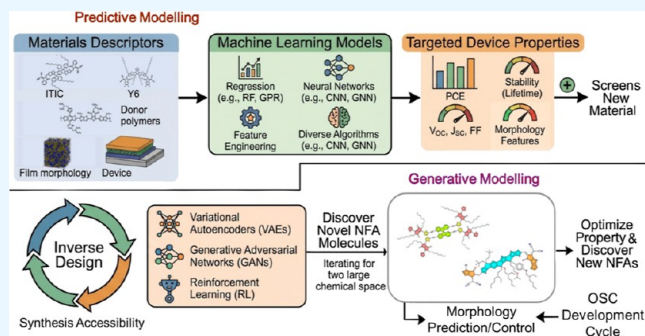 Predictive Modelling
Materials Descriptors
ITIC
Y6
Donor
polymers
Film morphology
Device
Machine Learning Models
Regression
(e.g., RF, GPR)
Neural Networks
(e.g., CNN, GNN)
Feature
Engineering
Diverse Algorithms
(e.g., CNN, GNN)
Targeted Device Properties
PCE
Stability
(Lifetime)
Voc, Jsc, FF
Morphology
Features
Screens
New
Material
Generative Modelling
Inverse
Design
Synthesis Accessibility
Variational
Autoencoders (VAEs)
Generative Adversarial
Networks (GANs)
Reinforcement
Learning (RL)
Discover
Novel NFA
Molecules
Iterating for
two large
chemical space
Morphology
Prediction/Control
Optimize
Property &
Discover
New NFAs
OSC
Development
Cycle